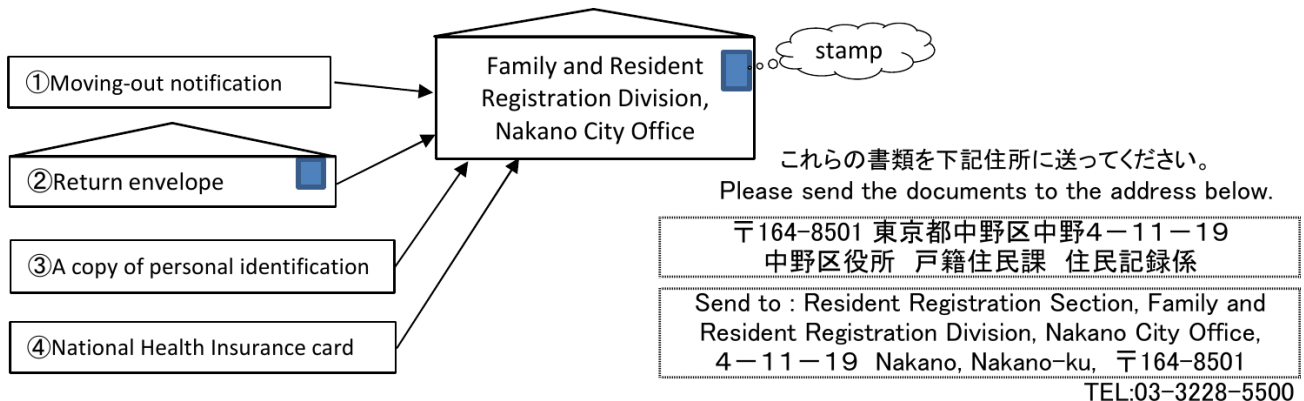 ①Moving-out notification
②Return envelope
③A copy of personal identification
④National Health Insurance card
Family and Resident
Registration Division,
Nakano City Office
stamp
これらの書類を下記住所に送ってください。
Please send the documents to the address below.
〒164-8501 東京都中野区中野4－11－19
中野区役所　戸籍住民課　住民記録係
Send to : Resident Registration Section, Family and
Resident Registration Division, Nakano City Office,
4－11－19 Nakano, Nakano-ku, 〒164-8501
TEL:03-3228-5500